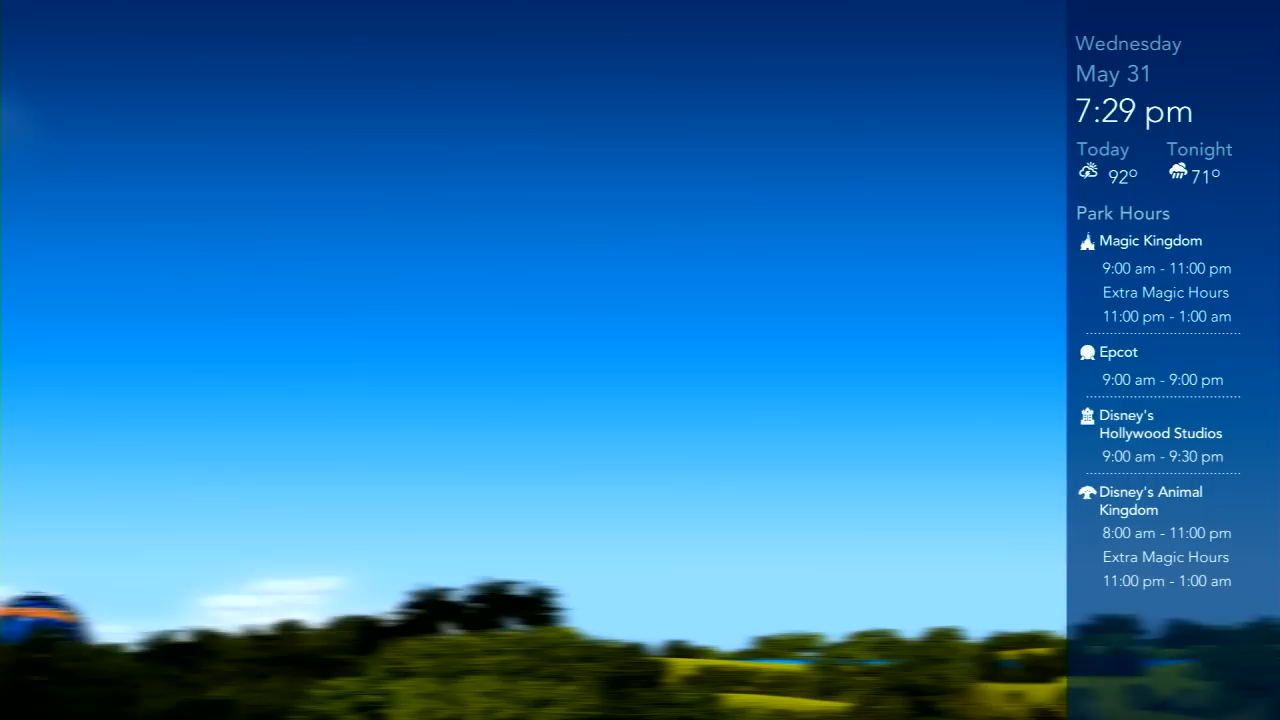 Wednesday
May 31
7:29 pm
Today Tonight
92° 71°
Park Hours
Magic Kingdom
9:00 am - 11:00 pm
Extra Magic Hours
11:00 pm - 1:00 am
Epcot
9:00 am - 9:00 pm
Disney's
Hollywood Studios
9:00 am - 9:30 pm
Disney's Animal
Kingdom
8:00 am - 11:00 pm
Extra Magic Hours
11:00 pm - 1:00 am